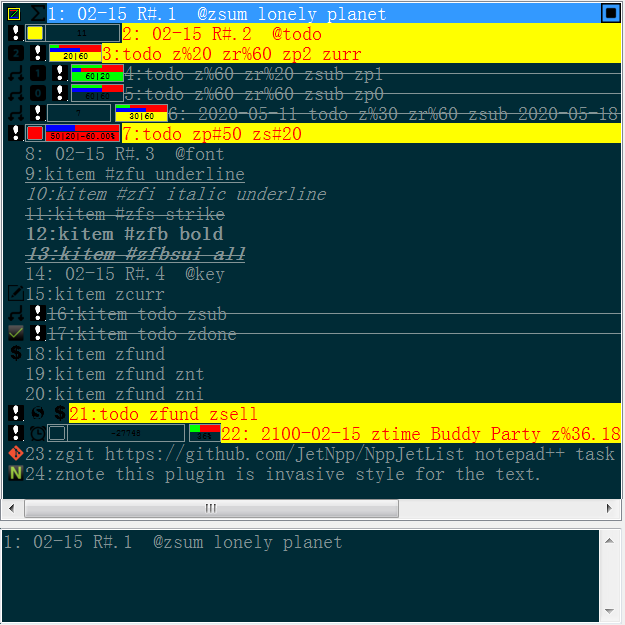 1: 02-15 R#.1  @zsum lonely planet
11 2: 02-15 R#.2  @todo
2 20|60 3:todo z%20 zr%60 zp2 zurr
1 60|20 4:todo z%60 zr%20 zsub zp1
0 60|60 5:todo z%60 zr%60 zsub zp0
30|60 6: 2020-05-11 todo z%30 zr%60 zsub 2020-05-18
7:todo zp#50 zs#20
8: 02-15 R#.3  @font
9:kitem #zfu underline
10:kitem #zfi italic underline
11:kitem #zfs strike
12:kitem #zfb bold
13:kitem #zfbsui all
14: 02-15 R#.4  @key
15:kitem zcurr
16:kitem todo zsub
17:kitem todo zdone
$ 18:kitem zfund
19:kitem zfund znt
20:kitem zfund zni
$ 21:todo zfund zsell
22: 2100-02-15 ztime Buddy Party z%36.18
23:zgit https://github.com/JetNpp/NppJetList notepad++ task
N 24:znote this plugin is invasive style for the text.
1: 02-15 R#.1  @zsum lonely planet